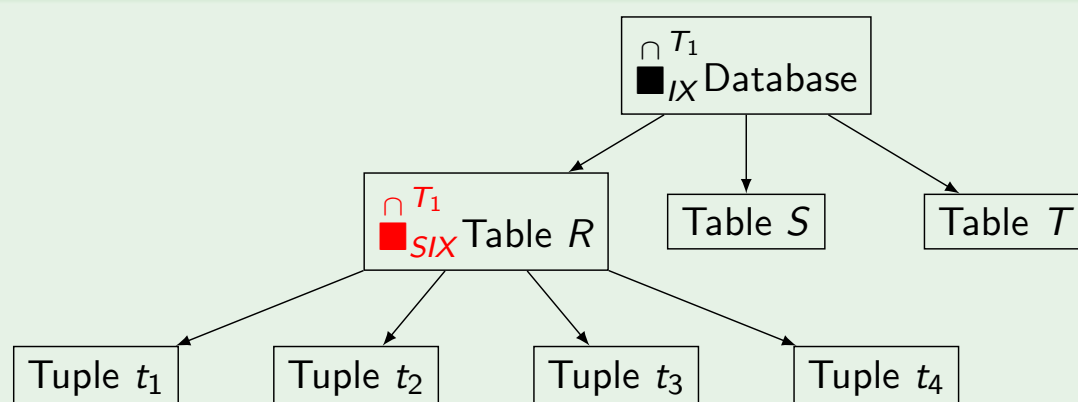 T₁
IX Database
T₁
SIX Table R
Table S
Table T
Tuple t₁
Tuple t₂
Tuple t₃
Tuple t₄